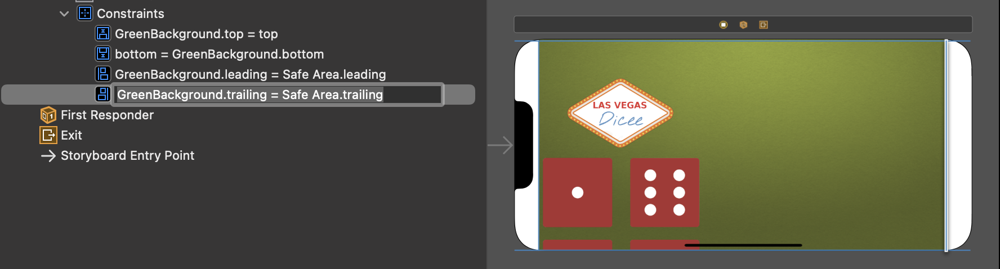 Constraints
GreenBackground.top = top
bottom = GreenBackground.bottom
GreenBackground.leading = Safe Area.leading
GreenBackground.trailing = Safe Area.trailing
First Responder
Exit
Storyboard Entry Point
LAS VEGAS
Dicee